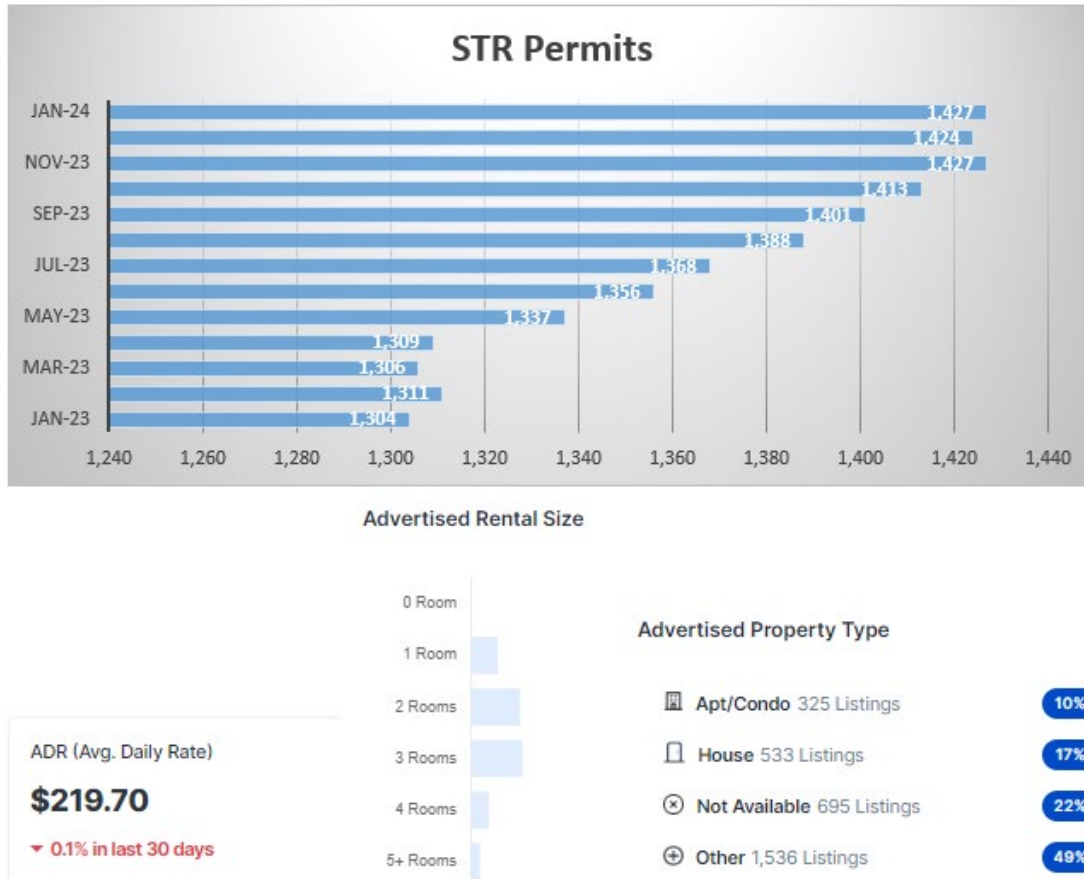 STR Permits
JAN-24
1,427
1,424
NOV-23
1,427
1,413
SEP-23
1,401
1,388
JUL-23
1,368
1,356
MAY-23
1,337
1,309
MAR-23
1,306
1,311
JAN-23
1,304
1,240 1,260 1,280 1,300 1,320 1,340 1,360 1,380 1,400 1,420 1,440
Advertised Rental Size
0 Room
1 Room
2 Rooms
3 Rooms
4 Rooms
5+ Rooms
ADR (Avg. Daily Rate)
$219.70
0.1% in last 30 days
Advertised Property Type
Apt/Condo 325 Listings 10%
House 533 Listings 17%
Not Available 695 Listings 22%
Other 1,536 Listings 49%